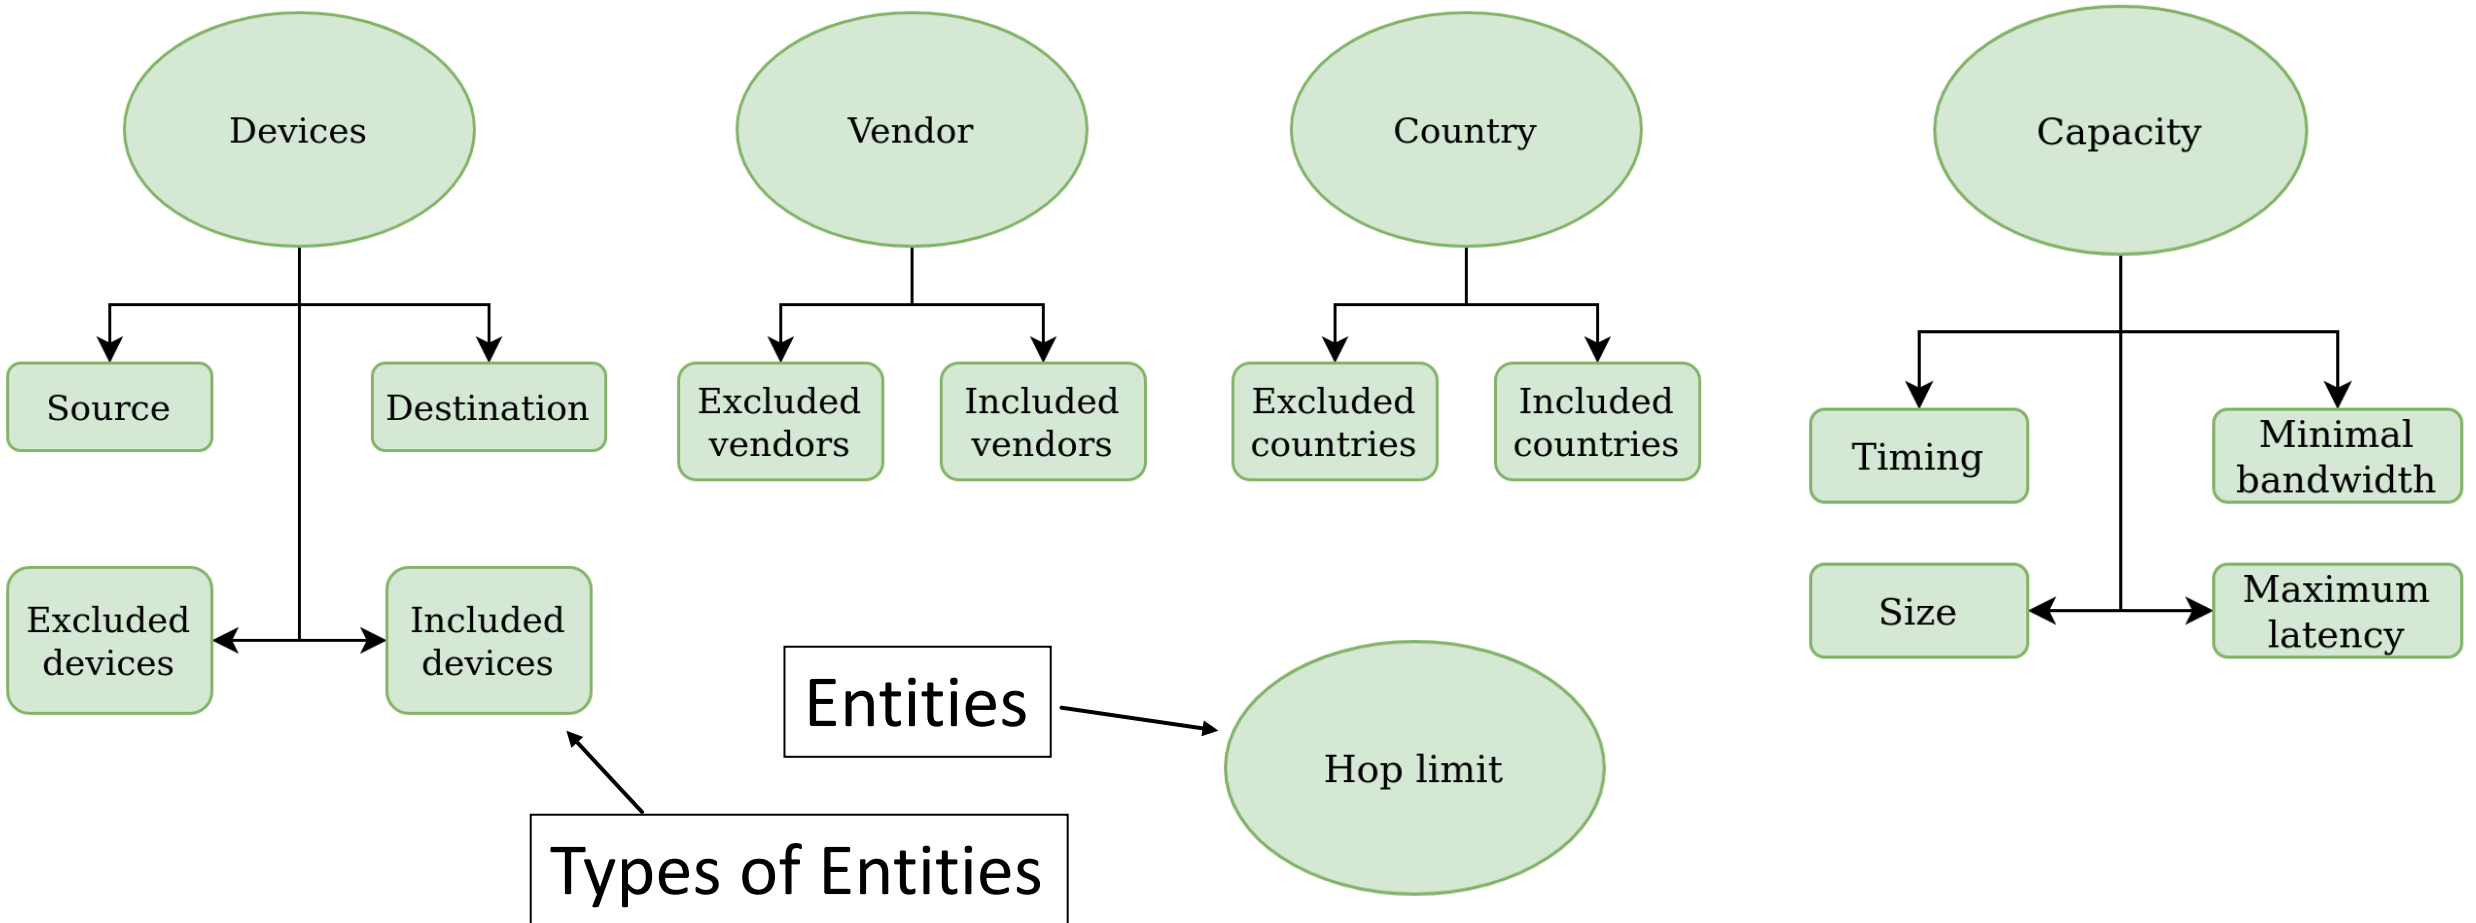 Devices
Vendor
Country
Capacity
Source
Destination
Excluded
vendors
Included
vendors
Excluded
countries
Included
countries
Timing
Minimal
bandwidth
Excluded
devices
Included
devices
Size
Maximum
latency
Entities
Hop limit
Types of Entities